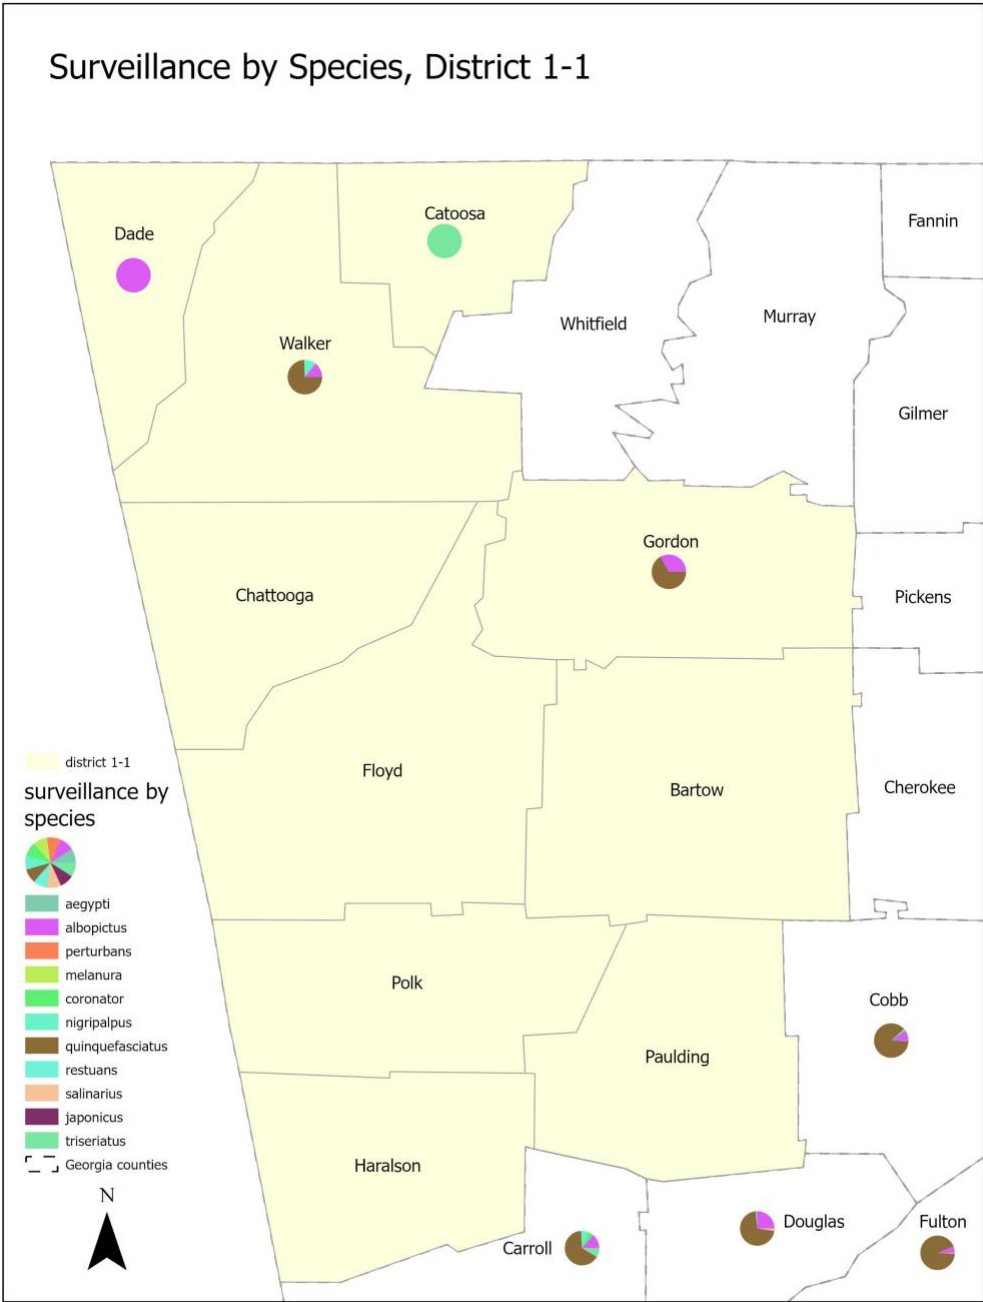 Surveillance by Species, District 1-1
Fannin
Catoosa
Dade
Murray
Whitfield
Walker
Gilmer
Gordon
Chattooga
Pickens
district 1-1
Floyd
Bartow
Cherokee
surveillance by
species
aegypti
albopictus
perturbans
melanura
coronator
nigripalpus
quinquefasciatus
restuans
salinarius
japonicus
triseriatus
Georgia counties
N
Polk
Cobb
Paulding
Haralson
Carroll
Douglas
Fulton